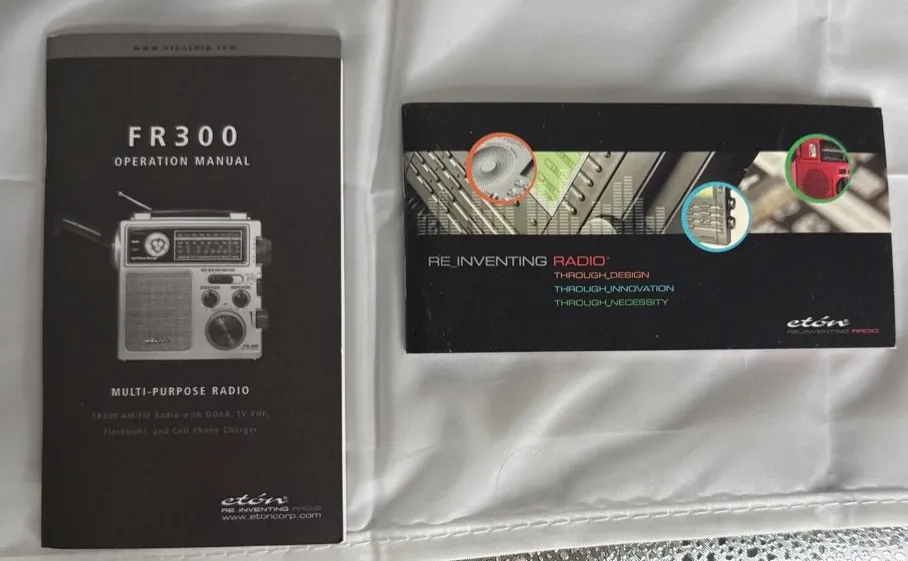 www.etoncorp.com
FR300
OPERATION MANUAL
MULTI-PURPOSE RADIO
FR300 AM/FM Radio with NOAA, TV VHF,
Flashlight, and Cell Phone Charger
etón
RE_INVENTING RADIO
www.etoncorp.com
RE_INVENTING RADIO
THROUGH_DESIGN
THROUGH_INNOVATION
THROUGH_NECESSITY
etón
RE_INVENTING RADIO